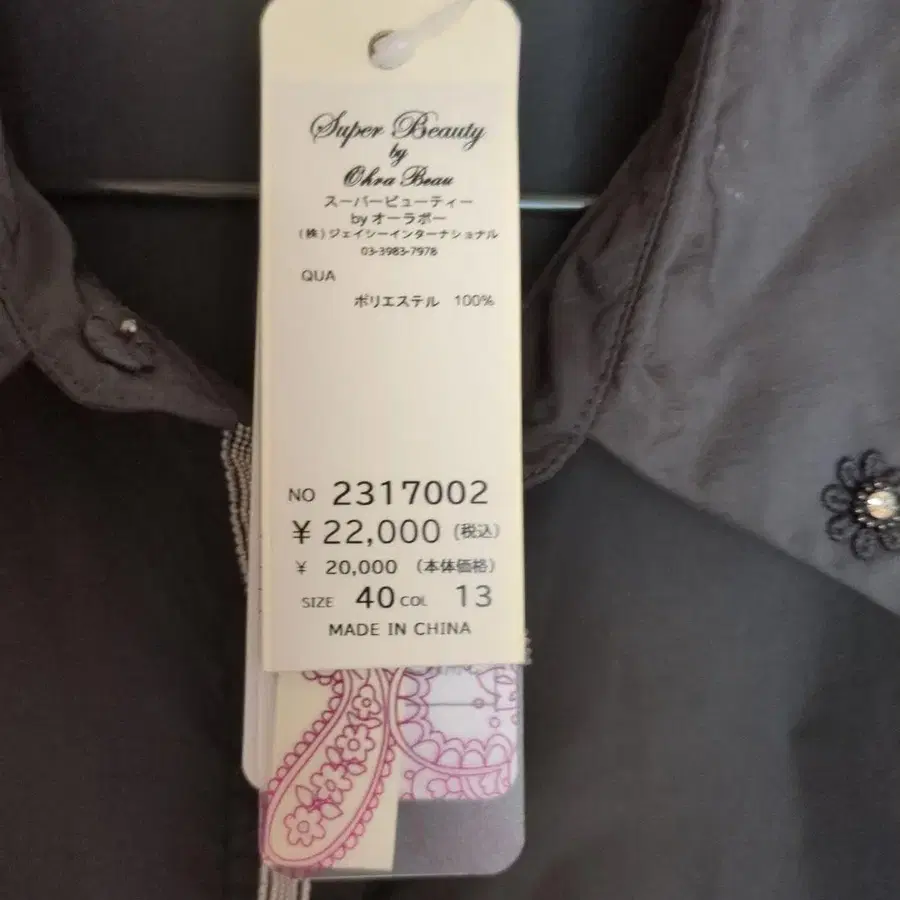 Super Beauty
by
Ohra Beau
スーパービューティー
by オーラボー
(株)ジェイシーインターナショナル
03-3983-7978
QUA
ポリエステル 100%
NO 2317002
¥ 22,000 (税込)
¥ 20,000 (本体価格)
SIZE 40 COL 13
MADE IN CHINA